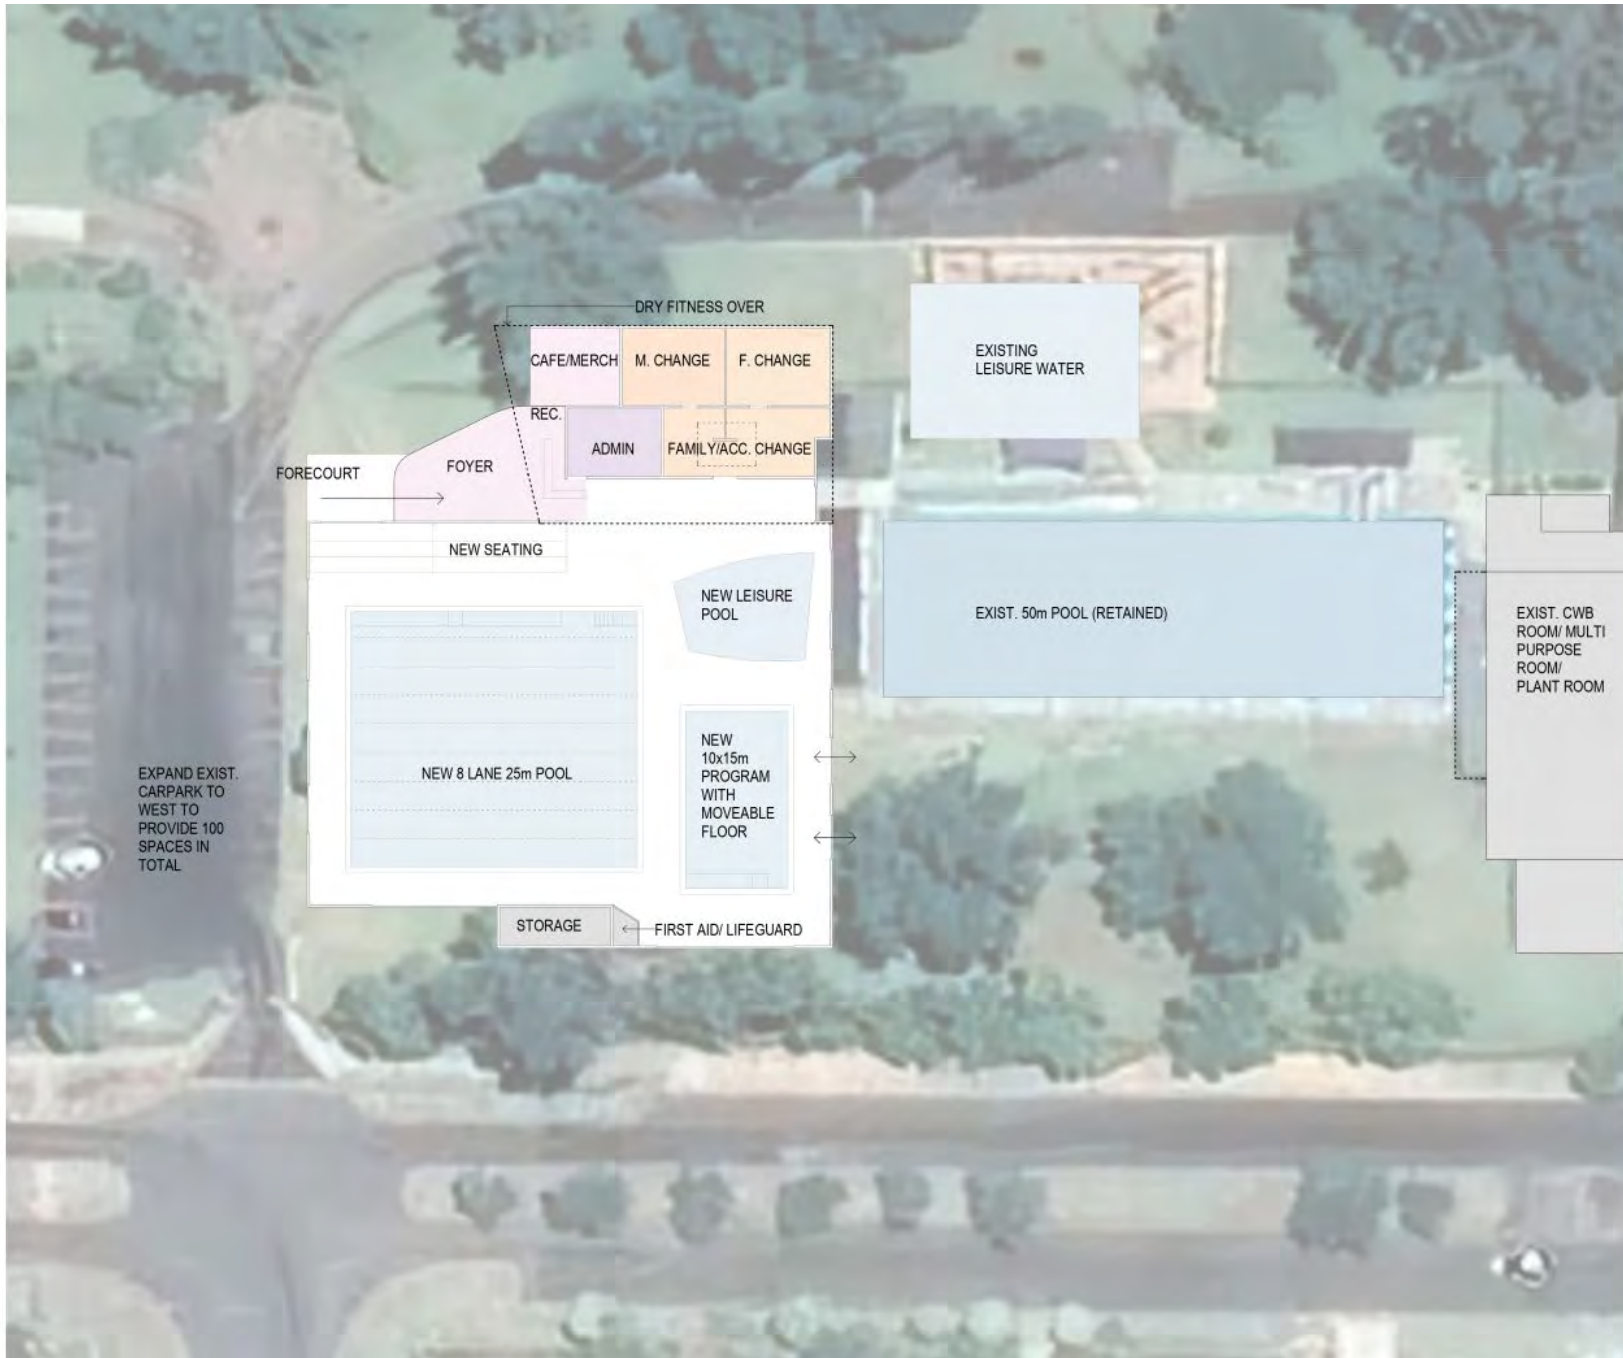 DRY FITNESS OVER
CAFE/MERCH
M. CHANGE
F. CHANGE
EXISTING
LEISURE WATER
REC.
ADMIN
FAMILY/ACC. CHANGE
FOYER
FORECOURT
NEW SEATING
NEW LEISURE
POOL
EXIST. 50m POOL (RETAINED)
EXIST. CWB
ROOM/ MULTI
PURPOSE
ROOM/
PLANT ROOM
NEW
10x15m
PROGRAM
WITH
MOVEABLE
FLOOR
NEW 8 LANE 25m POOL
EXPAND EXIST.
CARPARK TO
WEST TO
PROVIDE 100
SPACES IN
TOTAL
STORAGE
FIRST AID/ LIFEGUARD